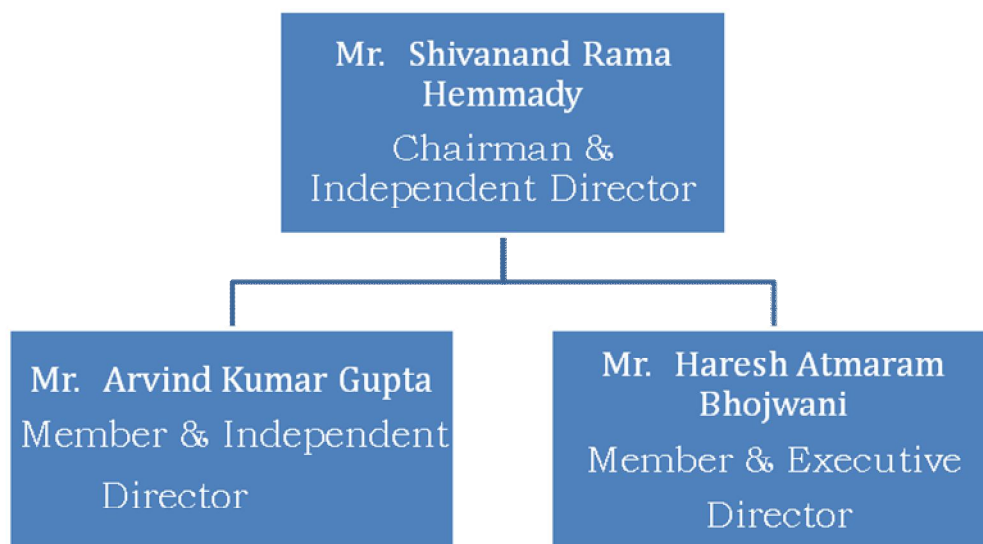 Mr. Shivanand Rama
Hemmady
Chairman &
Independent Director
Mr. Arvind Kumar Gupta
Member & Independent
Director
Mr. Haresh Atmaram
Bhojwani
Member & Executive
Director